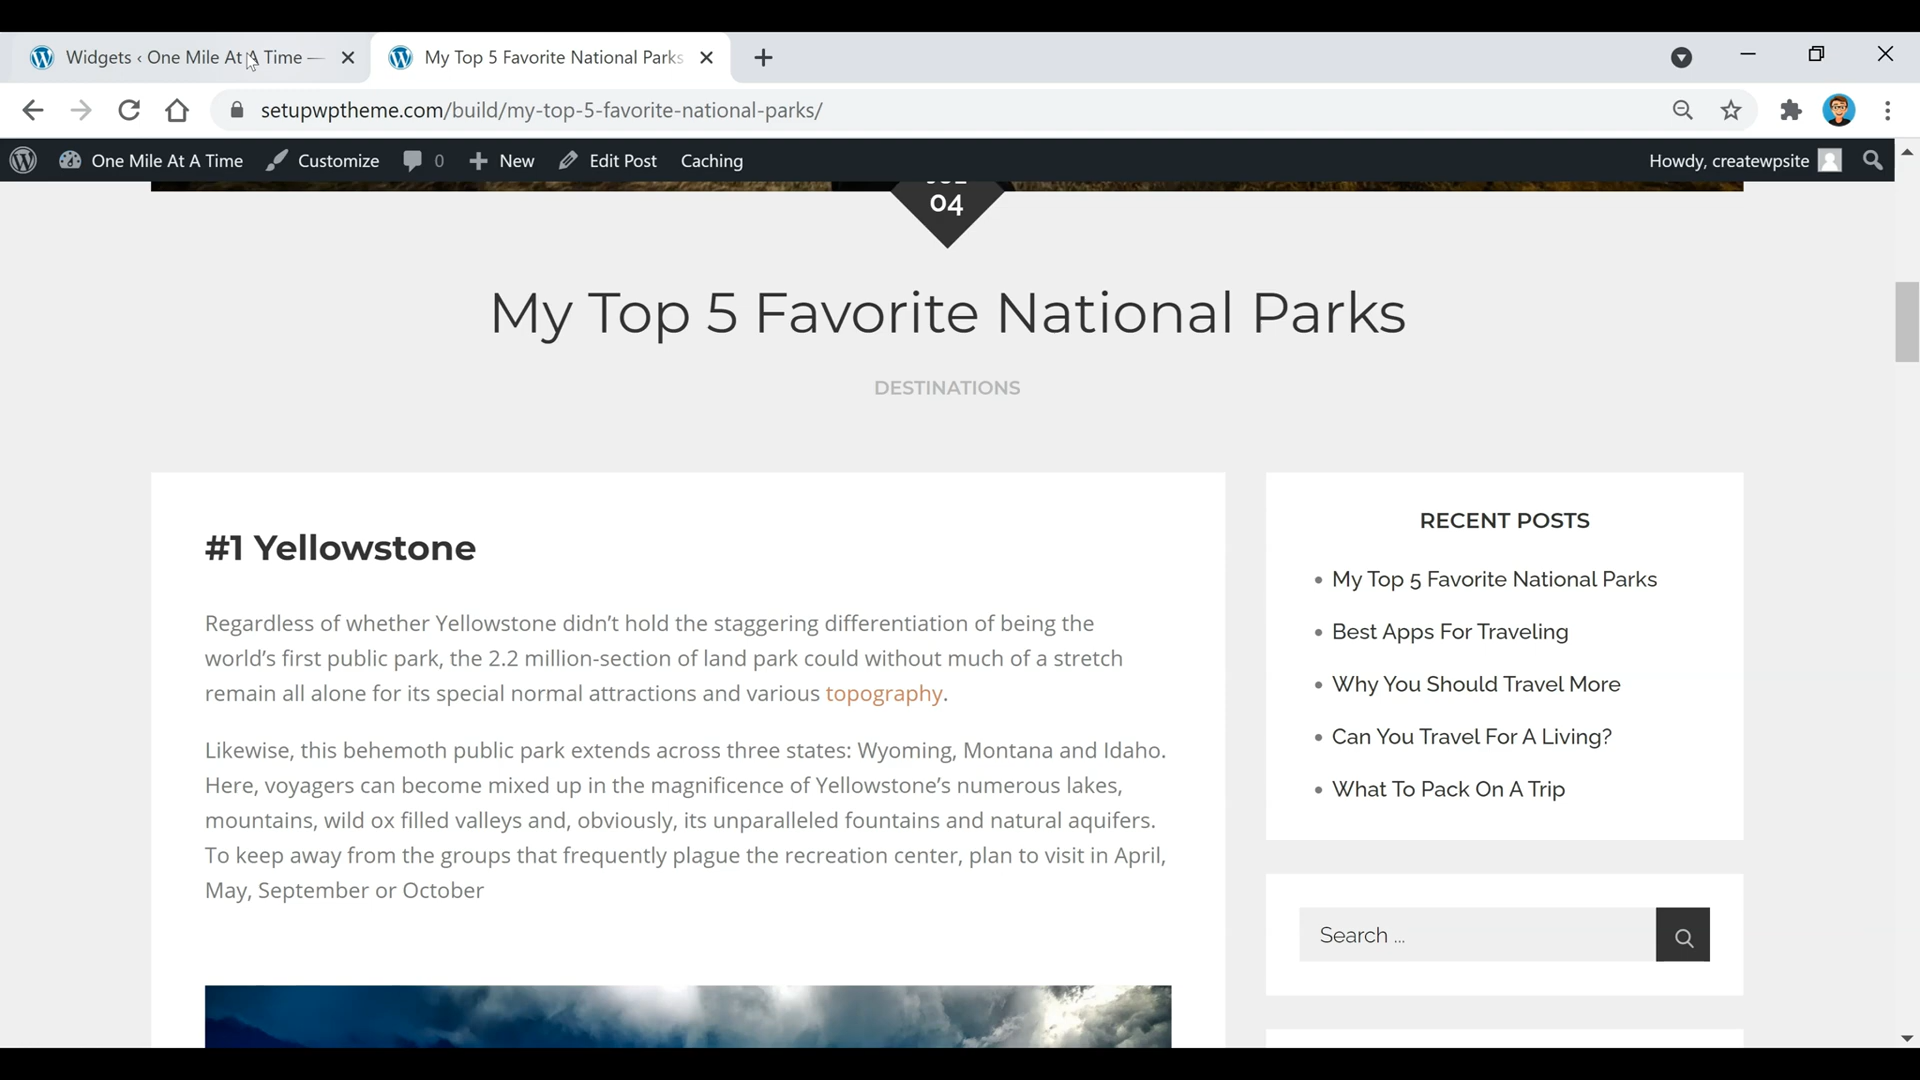 Widgets ‹ One Mile At A Time —
My Top 5 Favorite National Parks
setupwptheme.com/build/my-top-5-favorite-national-parks/
One Mile At A Time Customize 0 New Edit Post Caching Howdy, createwpsite
04
My Top 5 Favorite National Parks
DESTINATIONS
#1 Yellowstone
Regardless of whether Yellowstone didn’t hold the staggering differentiation of being the
world’s first public park, the 2.2 million-section of land park could without much of a stretch
remain all alone for its special normal attractions and various topography.
Likewise, this behemoth public park extends across three states: Wyoming, Montana and Idaho.
Here, voyagers can become mixed up in the magnificence of Yellowstone’s numerous lakes,
mountains, wild ox filled valleys and, obviously, its unparalleled fountains and natural aquifers.
To keep away from the groups that frequently plague the recreation center, plan to visit in April,
May, September or October
RECENT POSTS
My Top 5 Favorite National Parks
Best Apps For Traveling
Why You Should Travel More
Can You Travel For A Living?
What To Pack On A Trip
Search ...